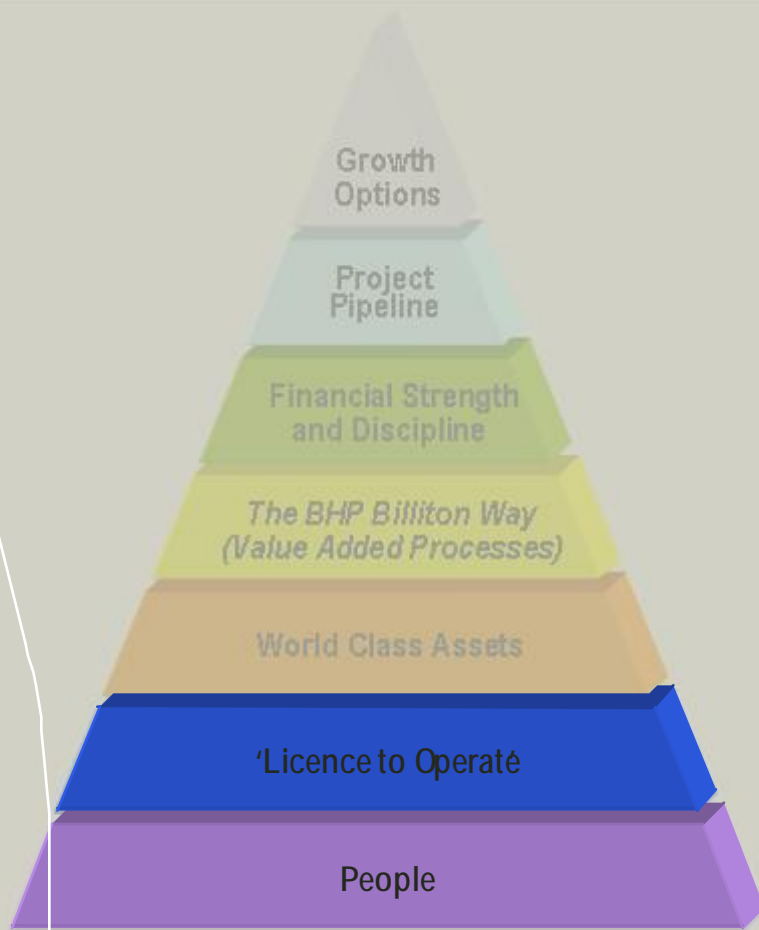 Growth
Options
Project
Pipeline
Financial Strength
and Discipline
The BHP Billiton Way
(Value Added Processes)
World Class Assets
‘Licence to Operate’
People